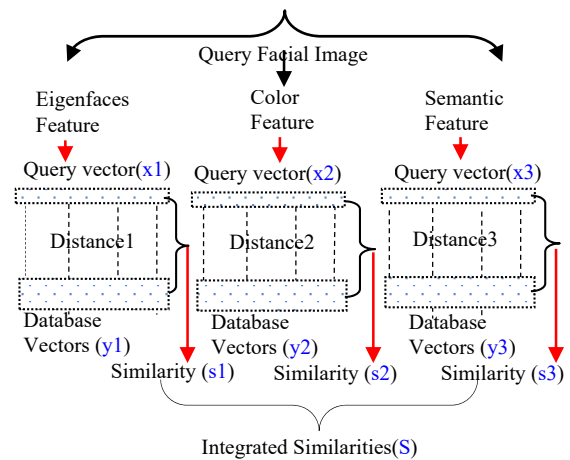 Query Facial Image
Eigenfaces
Feature
Color
Feature
Semantic
Feature
Query vector(x1)
Query vector(x2)
Query vector(x3)
Distance1
Distance2
Distance3
Database
Vectors (y1)
Database
Vectors (y2)
Database
Vectors (y3)
Similarity (s1)
Similarity (s2)
Similarity (s3)
Integrated Similarities(S)